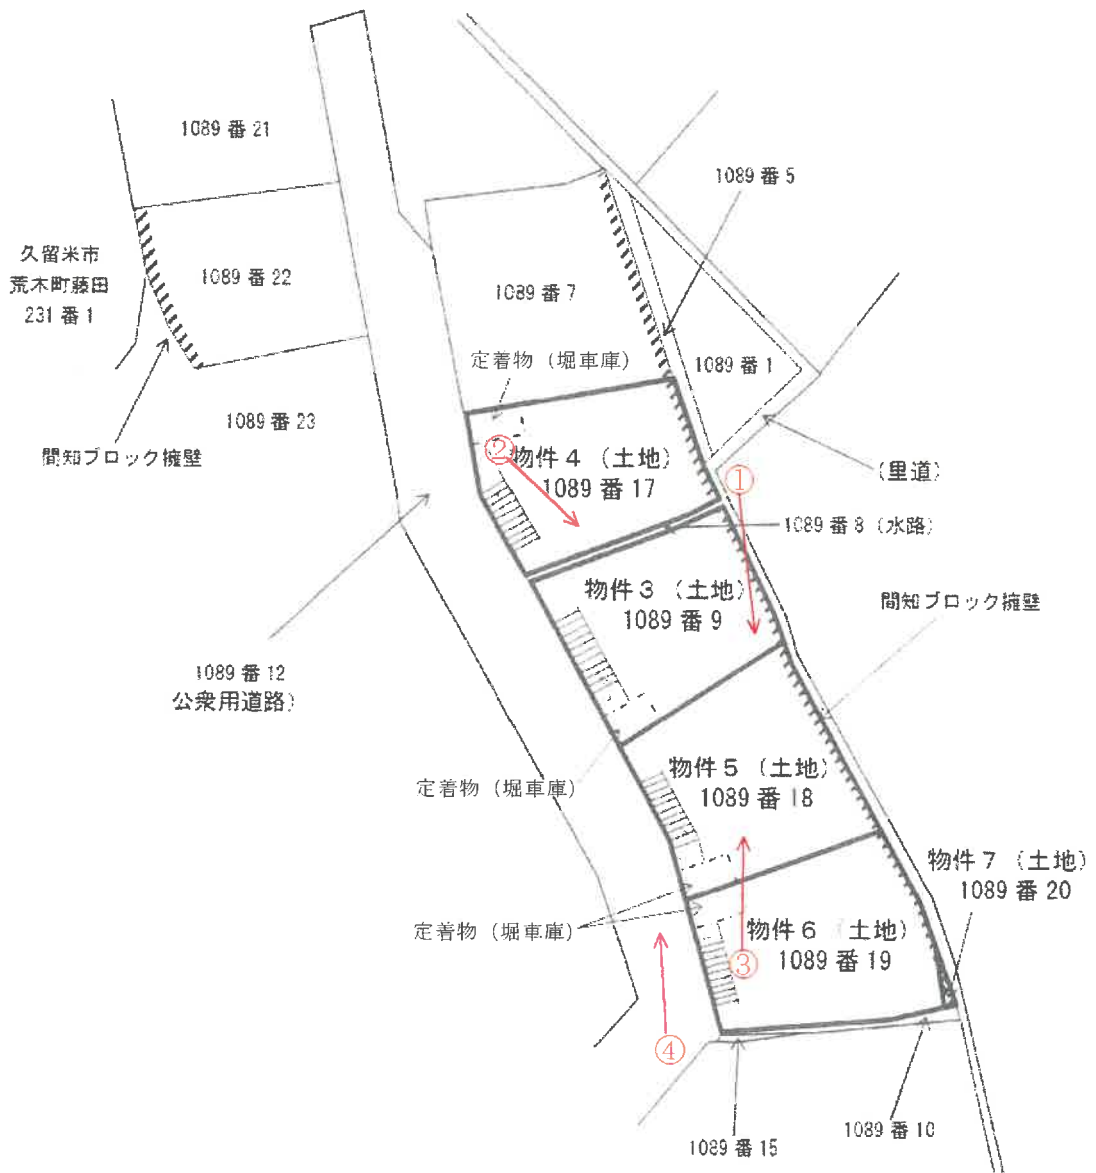 1089 番 21
1089 番 5
久留米市
荒木町藤田
231 番 1
1089 番 22
1089 番 7
定着物（堀車庫）
1089 番 1
1089 番 23
間知ブロック擁壁
②
物件４（土地）
1089 番 17
①
（里道）
1089 番 8（水路）
物件３（土地）
1089 番 9
間知ブロック擁壁
1089 番 12
公衆用道路）
物件５（土地）
1089 番 18
定着物（堀車庫）
物件７（土地）
1089 番 20
定着物（堀車庫）
物件６（土地）
1089 番 19
③
④
1089 番 10
1089 番 15